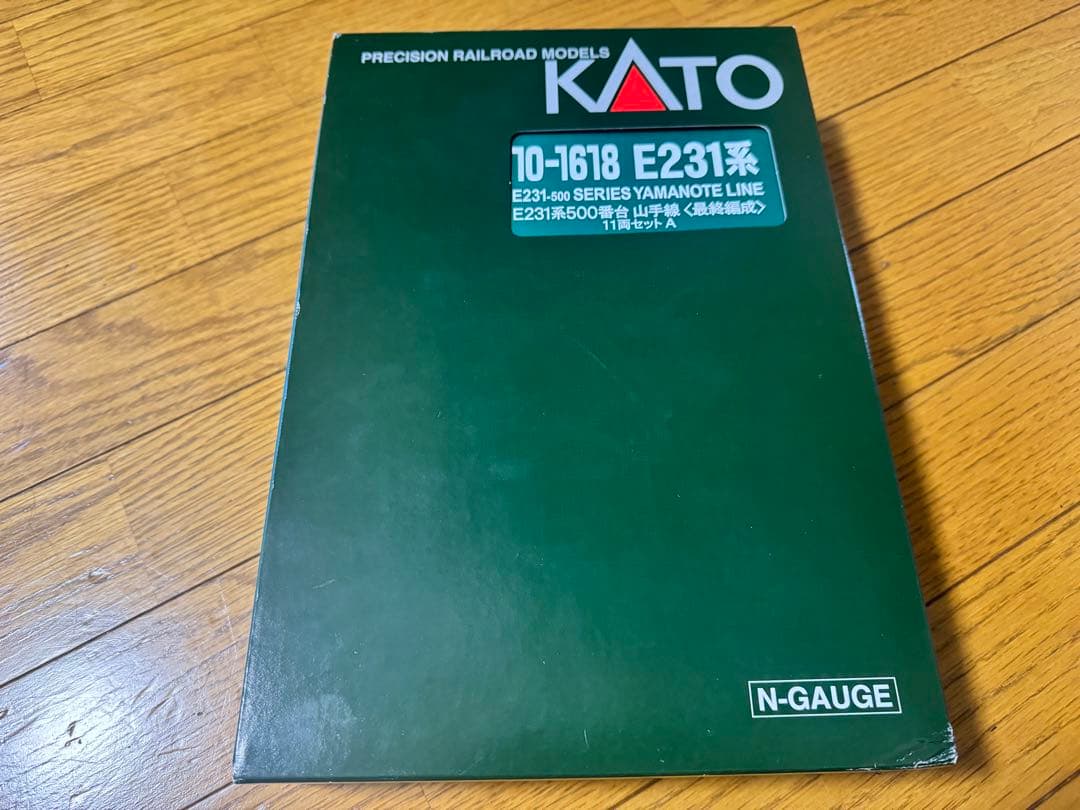 PRECISION RAILROAD MODELS
KATO
10-1618 E231系
E231-500 SERIES YAMANOTE LINE
E231系500番台 山手線〈最終編成〉
11両セット A
N-GAUGE